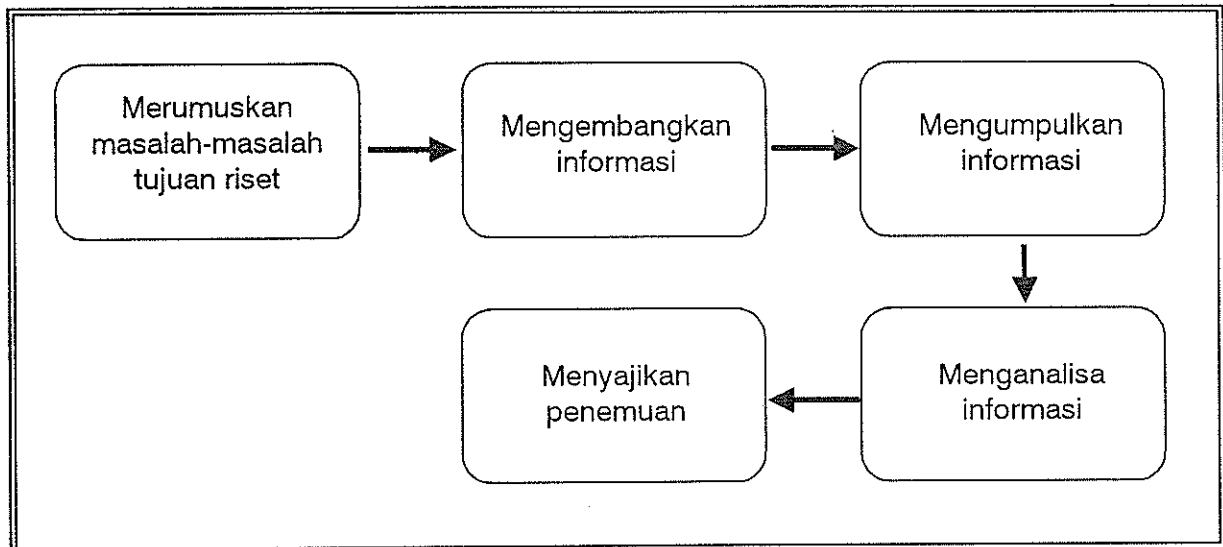 Merumuskan
masalah-masalah
tujuan riset
Mengembangkan
informasi
Mengumpulkan
informasi
Menyajikan
penemuan
Menganalisa
informasi